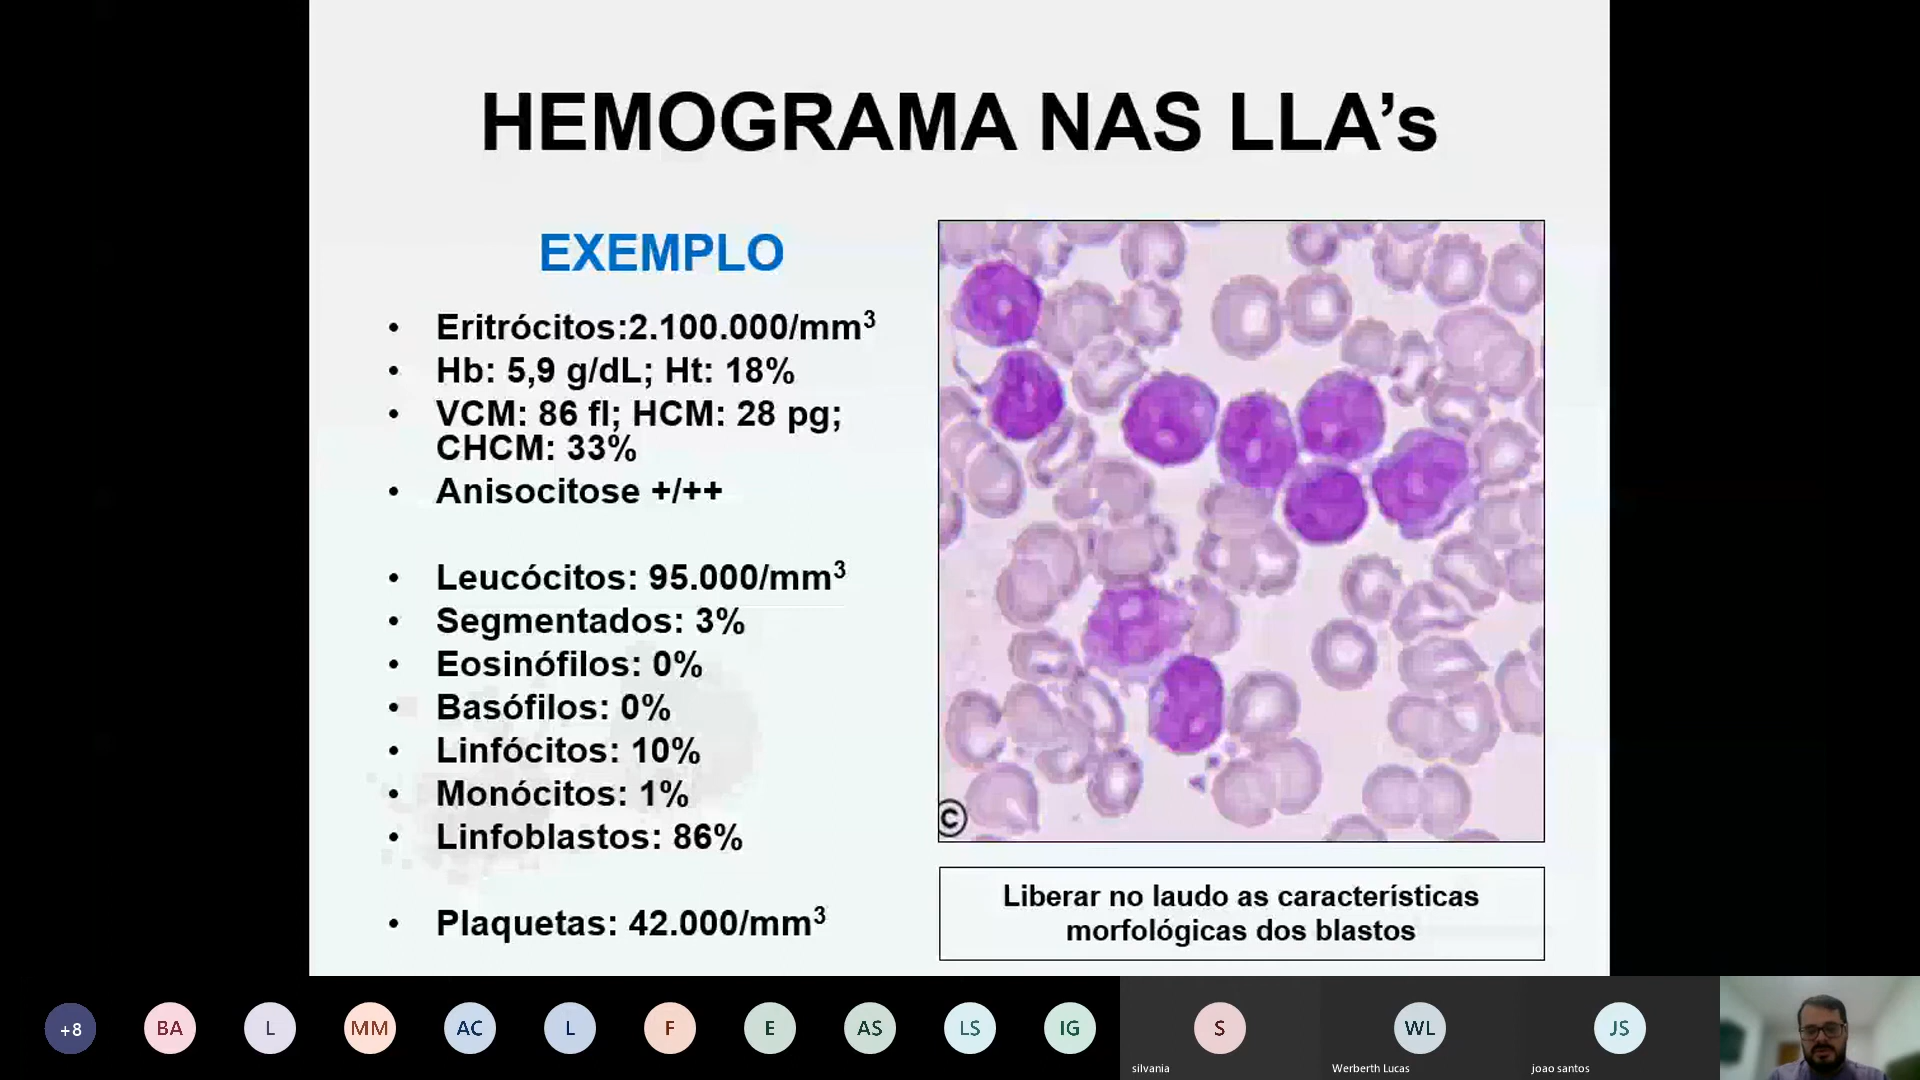 HEMOGRAMA NAS LLA’s
EXEMPLO
• Eritrócitos:2.100.000/mm³
• Hb: 5,9 g/dL; Ht: 18%
• VCM: 86 fl; HCM: 28 pg;
CHCM: 33%
• Anisocitose +/++
• Leucócitos: 95.000/mm³
• Segmentados: 3%
• Eosinófilos: 0%
• Basófilos: 0%
• Linfócitos: 10%
• Monócitos: 1%
• Linfoblastos: 86%
• Plaquetas: 42.000/mm³
©
Liberar no laudo as características
morfológicas dos blastos
+8 BA L MM AC L F E AS LS IG S WL JS
silvania Werberth Lucas joao santos